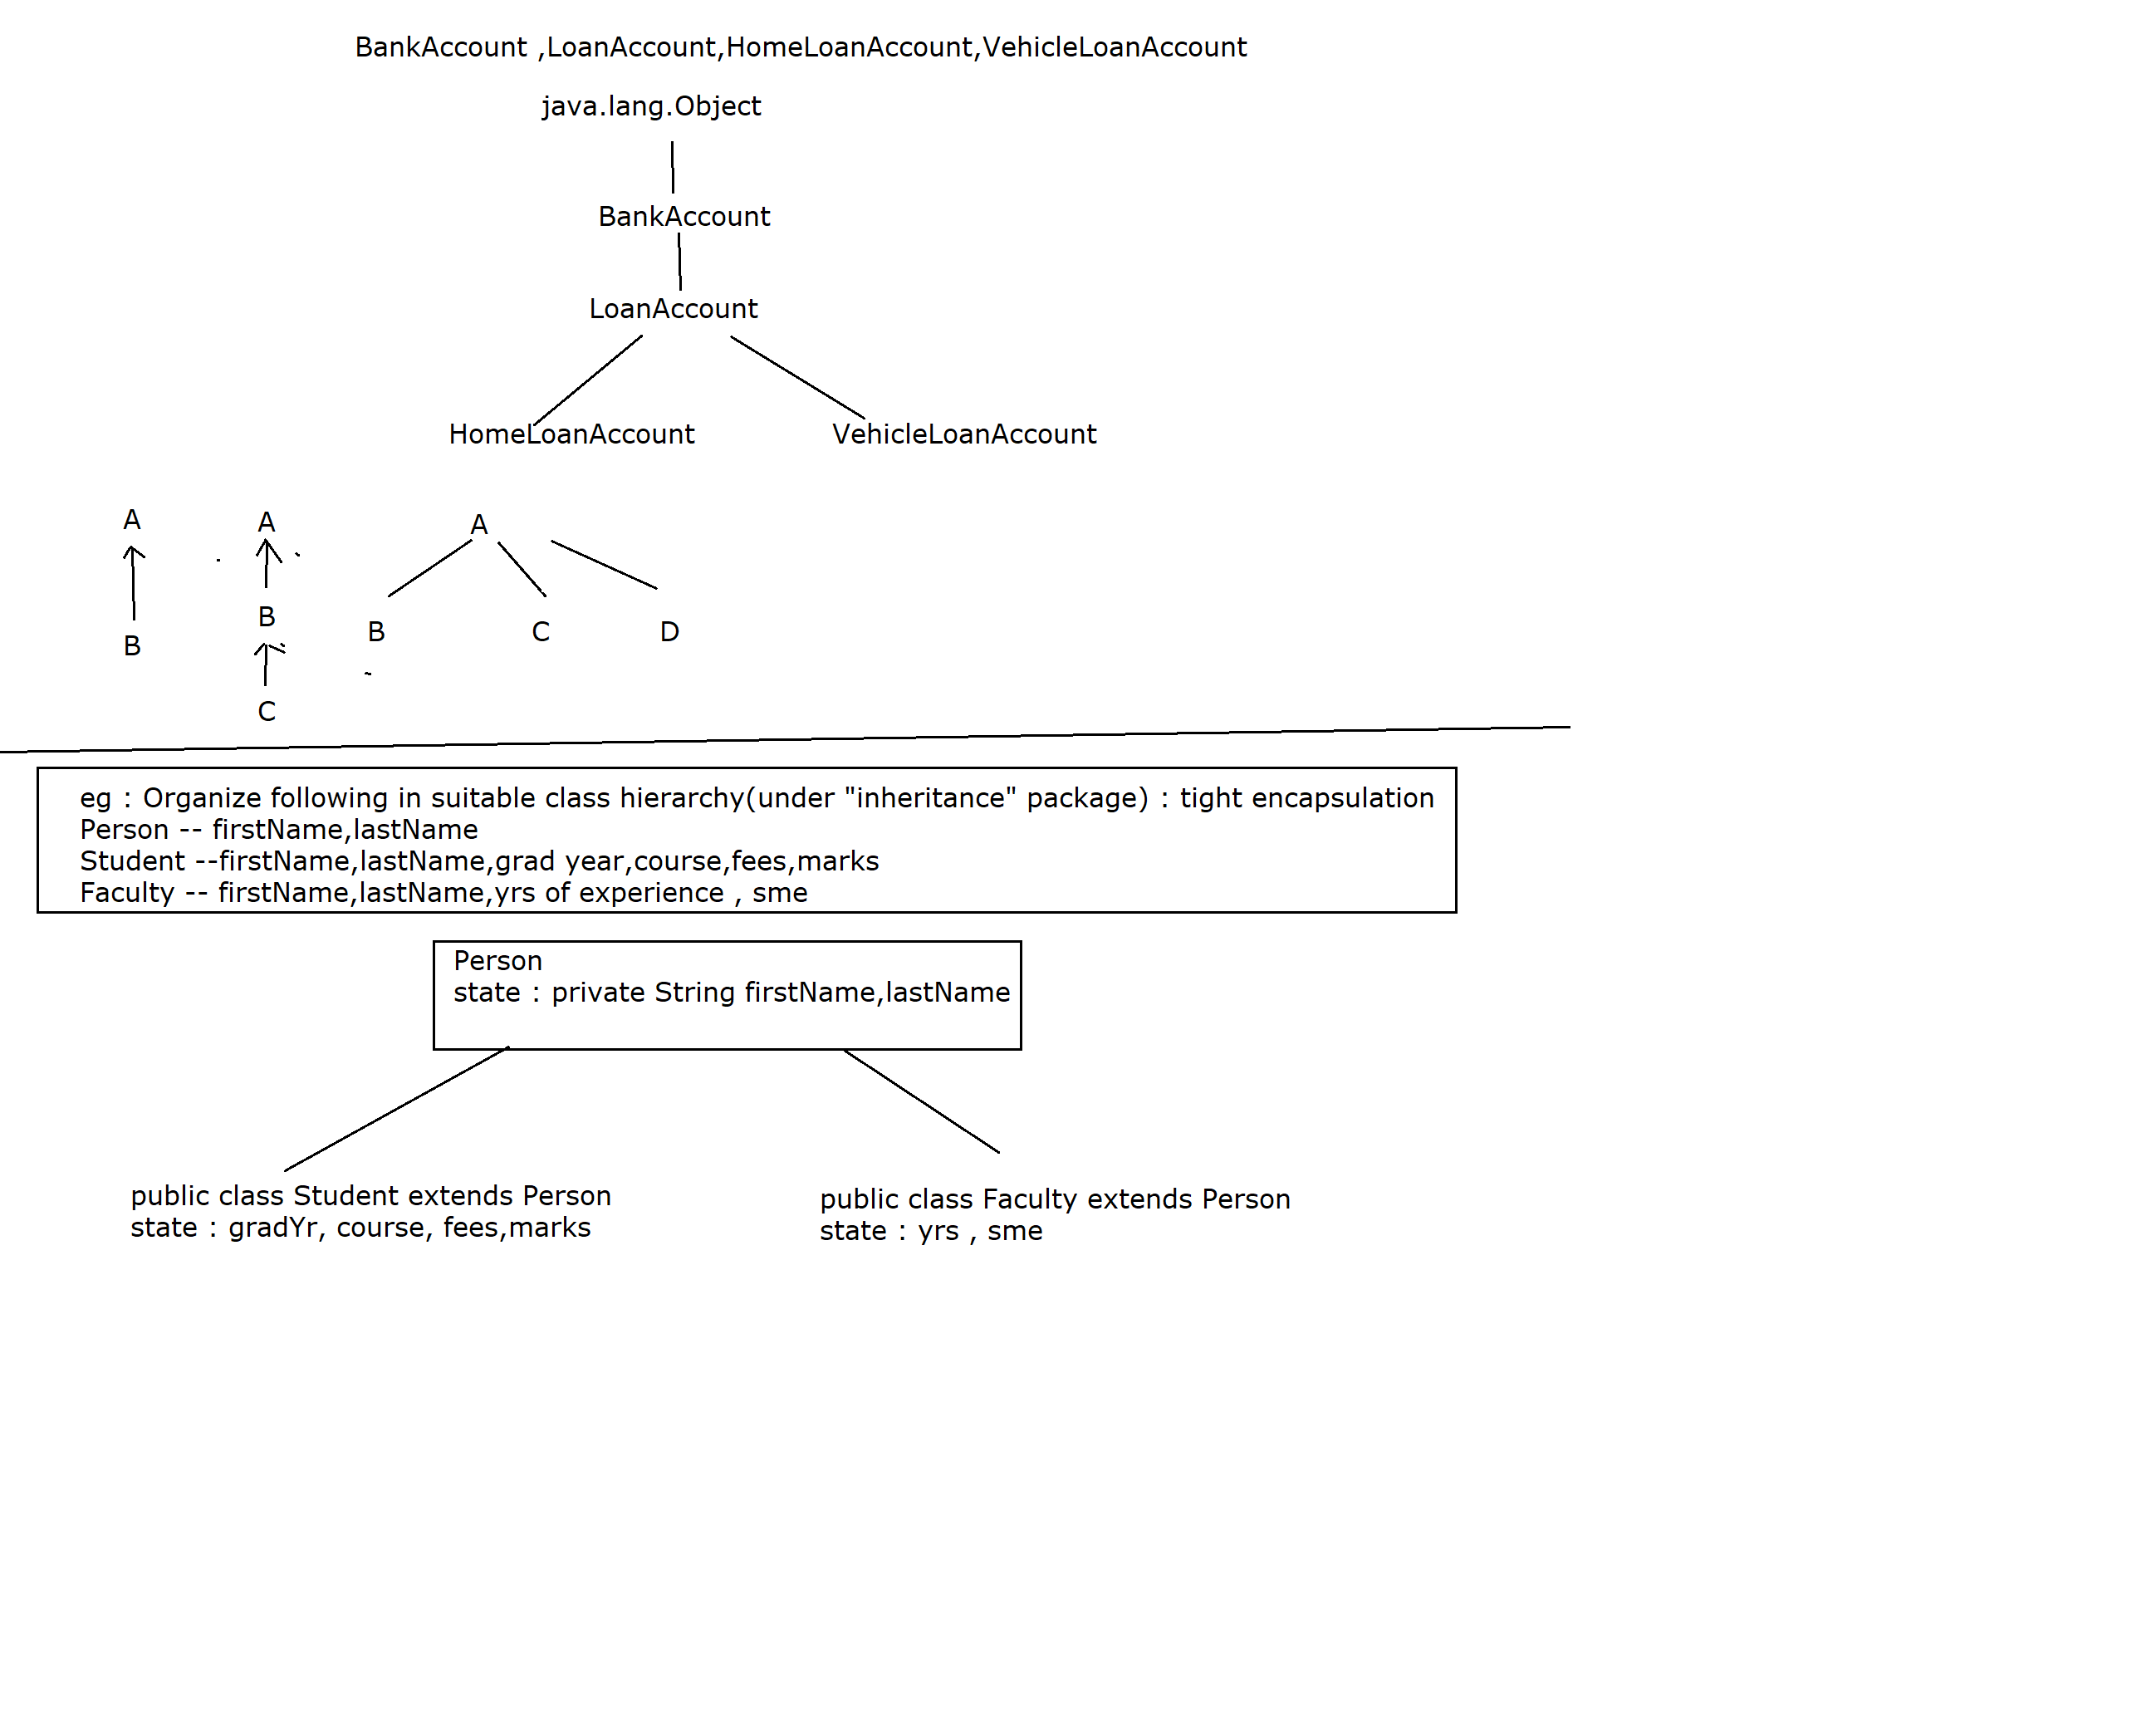 BankAccount ,LoanAccount,HomeLoanAccount,VehicleLoanAccount
java.lang.Object
BankAccount
LoanAccount
HomeLoanAccount VehicleLoanAccount
A A A
B B B C D
C
eg : Organize following in suitable class hierarchy(under "inheritance" package) : tight encapsulation
Person -- firstName,lastName
Student --firstName,lastName,grad year,course,fees,marks
Faculty -- firstName,lastName,yrs of experience , sme
Person
state : private String firstName,lastName
public class Student extends Person
state : gradYr, course, fees,marks
public class Faculty extends Person
state : yrs , sme